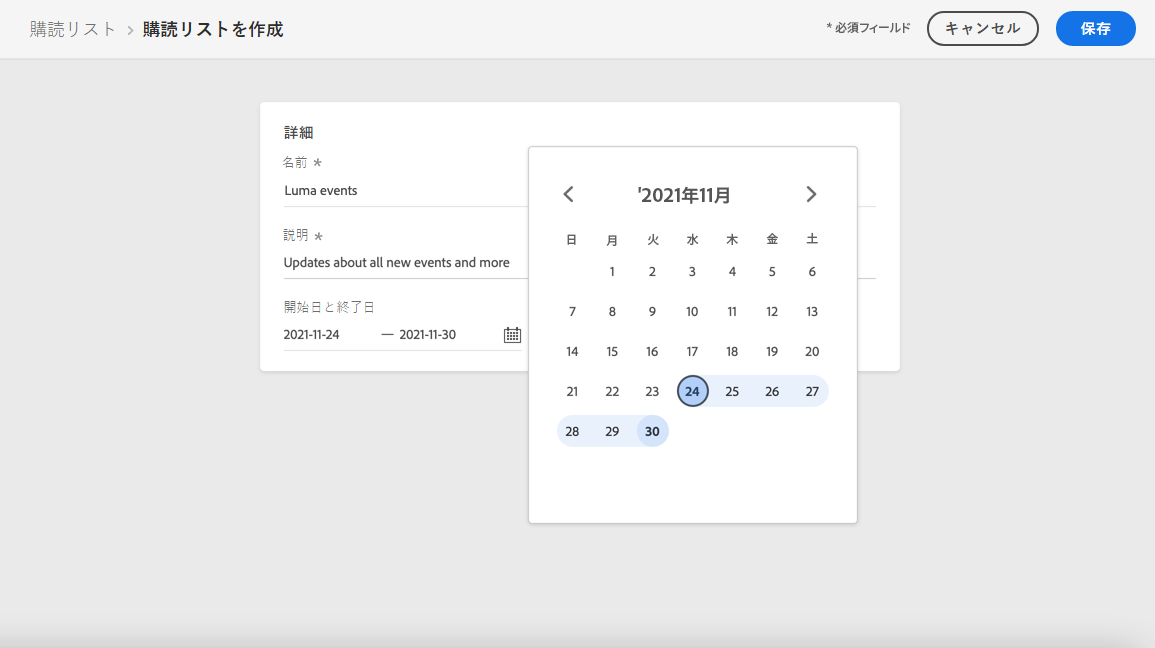 購読リスト > 購読リストを作成
* 必須フィールド
キャンセル
保存
詳細
名前 *
Luma events
説明 *
Updates about all new events and more
開始日と終了日
2021-11-24 — 2021-11-30
'2021年11月
日 月 火 水 木 金 土
1 2 3 4 5 6
7 8 9 10 11 12 13
14 15 16 17 18 19 20
21 22 23 24 25 26 27
28 29 30